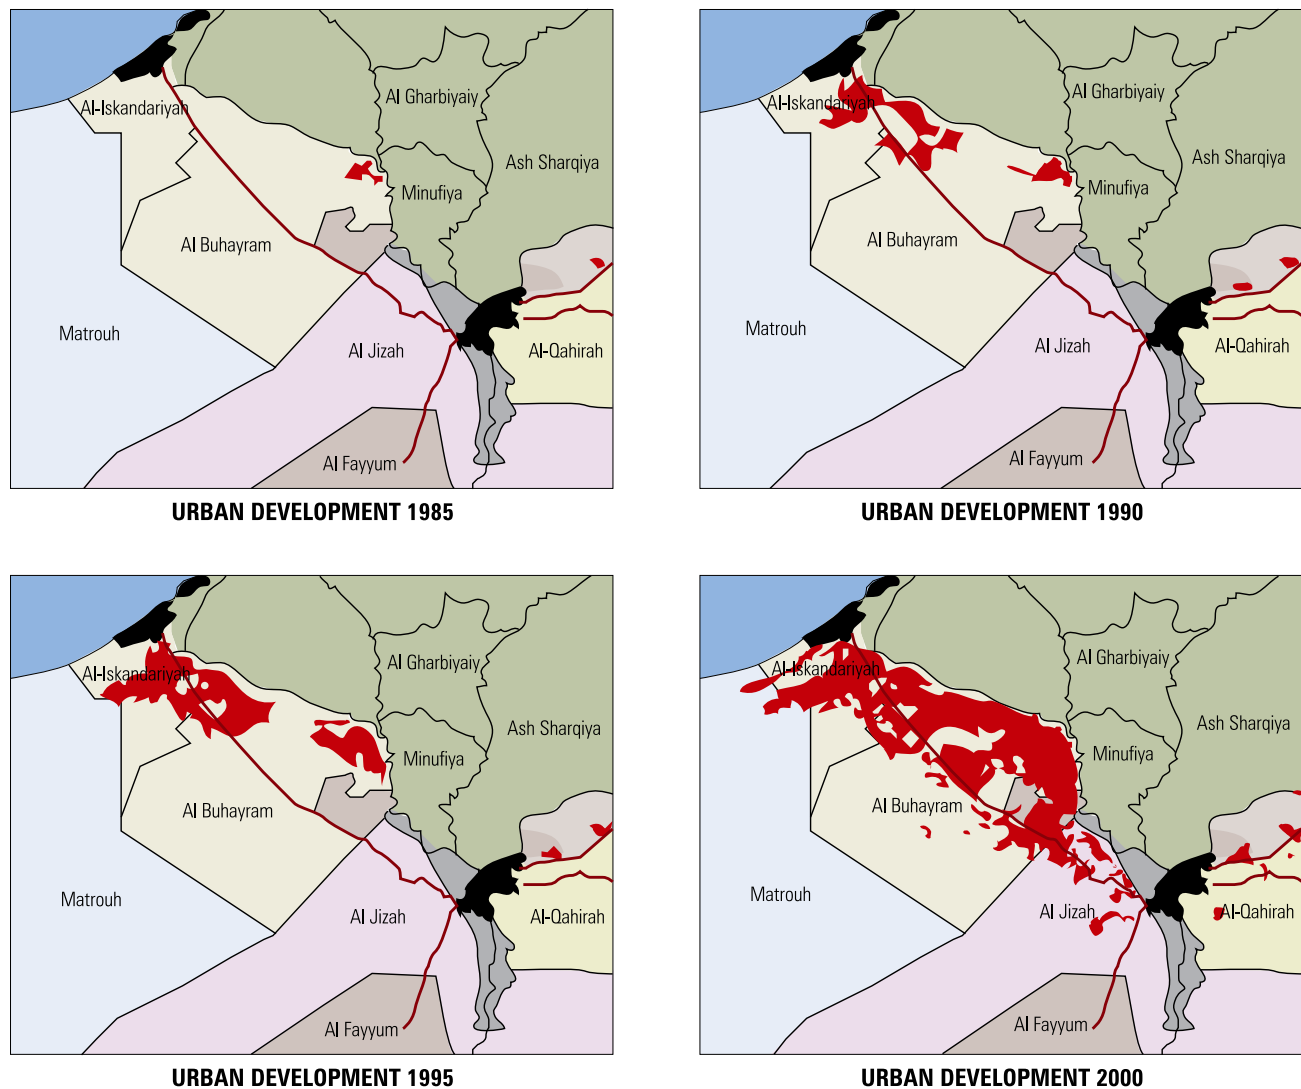 Al-Iskandariyah
Al Gharbiyaiy
Ash Sharqiya
Minufiya
Al Buhayram
Matrouh
Al Jizah
Al-Qahirah
Al Fayyum
URBAN DEVELOPMENT 1985
Al-Iskandariyah
Al Gharbiyaiy
Ash Sharqiya
Minufiya
Al Buhayram
Matrouh
Al Jizah
Al-Qahirah
Al Fayyum
URBAN DEVELOPMENT 1990
Al-Iskandariyah
Al Gharbiyaiy
Ash Sharqiya
Minufiya
Al Buhayram
Matrouh
Al Jizah
Al-Qahirah
Al Fayyum
URBAN DEVELOPMENT 1995
Al-Iskandariyah
Al Gharbiyaiy
Ash Sharqiya
Minufiya
Al Buhayram
Matrouh
Al Jizah
Al-Qahirah
Al Fayyum
URBAN DEVELOPMENT 2000